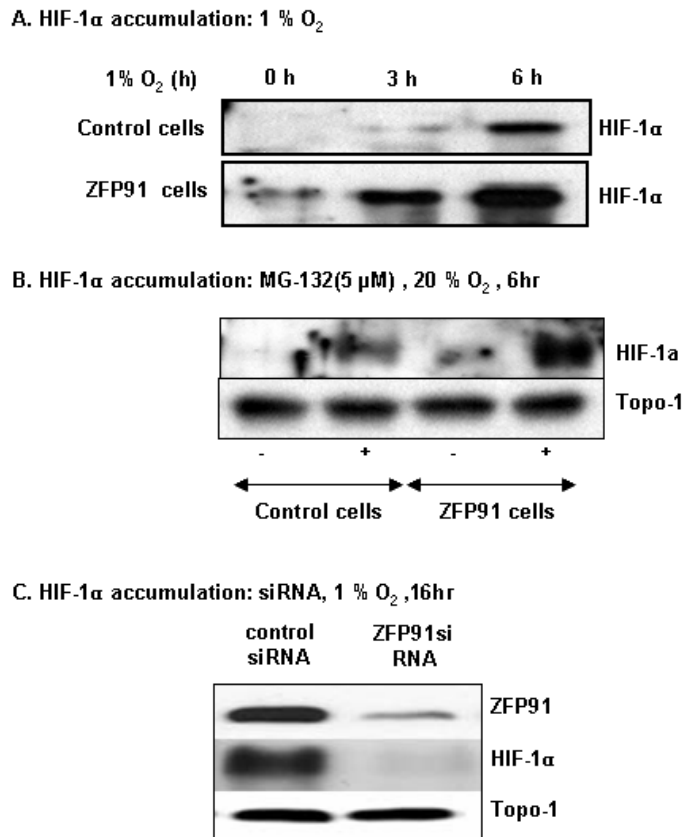 A. HIF-1α accumulation: 1 % O₂
1% O₂ (h) 0 h 3 h 6 h
Control cells HIF-1α
ZFP91 cells HIF-1α
B. HIF-1α accumulation: MG-132(5 μM) , 20 % O₂ , 6hr
HIF-1a
Topo-1
- + - +
Control cells ZFP91 cells
C. HIF-1α accumulation: siRNA, 1 % O₂ ,16hr
control ZFP91si
siRNA RNA
ZFP91
HIF-1α
Topo-1